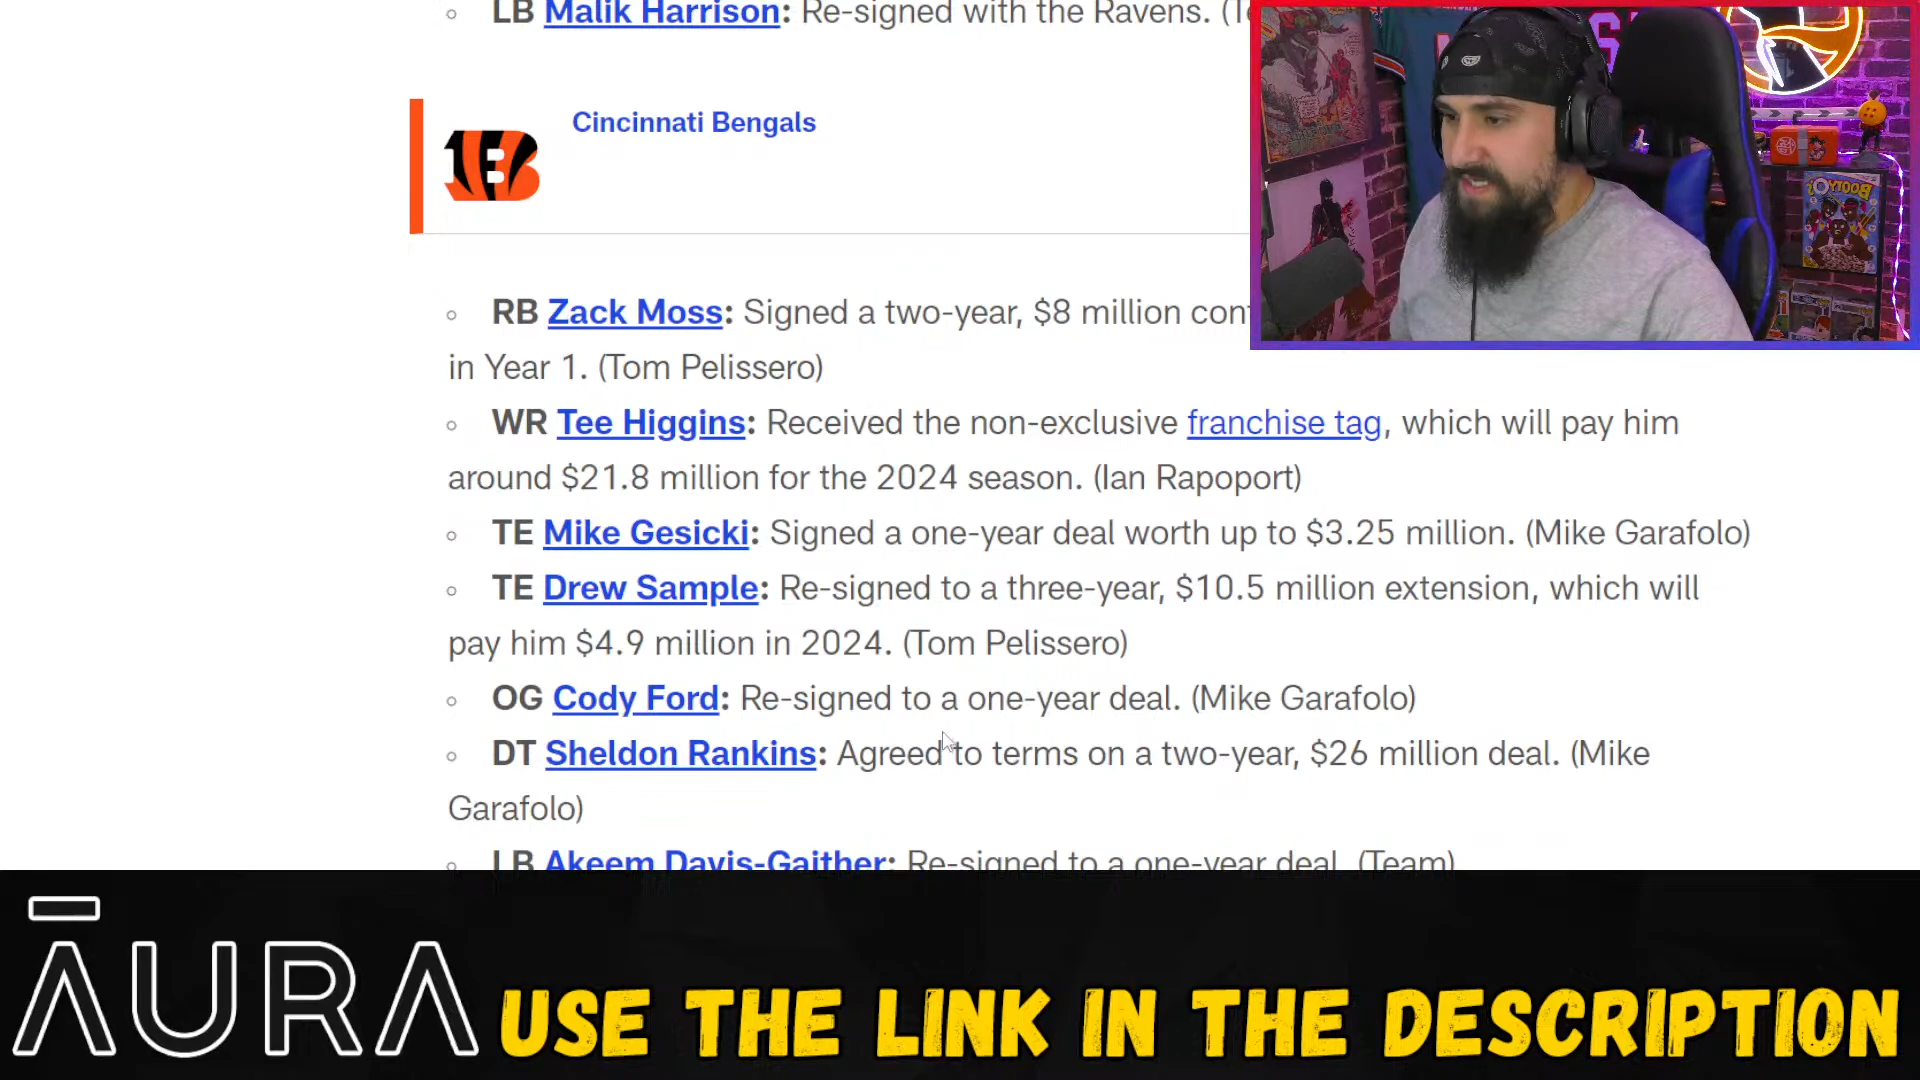 LB Malik Harrison: Re-signed with the Ravens.
Cincinnati Bengals
RB Zack Moss: Signed a two-year, $8 million
in Year 1. (Tom Pelissero)
WR Tee Higgins: Received the non-exclusive franchise tag, which will pay him
around $21.8 million for the 2024 season. (Ian Rapoport)
TE Mike Gesicki: Signed a one-year deal worth up to $3.25 million. (Mike Garafolo)
TE Drew Sample: Re-signed to a three-year, $10.5 million extension, which will
pay him $4.9 million in 2024. (Tom Pelissero)
OG Cody Ford: Re-signed to a one-year deal. (Mike Garafolo)
DT Sheldon Rankins: Agreed to terms on a two-year, $26 million deal. (Mike
Garafolo)
LB Akeem Davis-Gaither: Re-signed to a one-year deal. (Team)
ĀURA
USE THE LINK IN THE DESCRIPTION